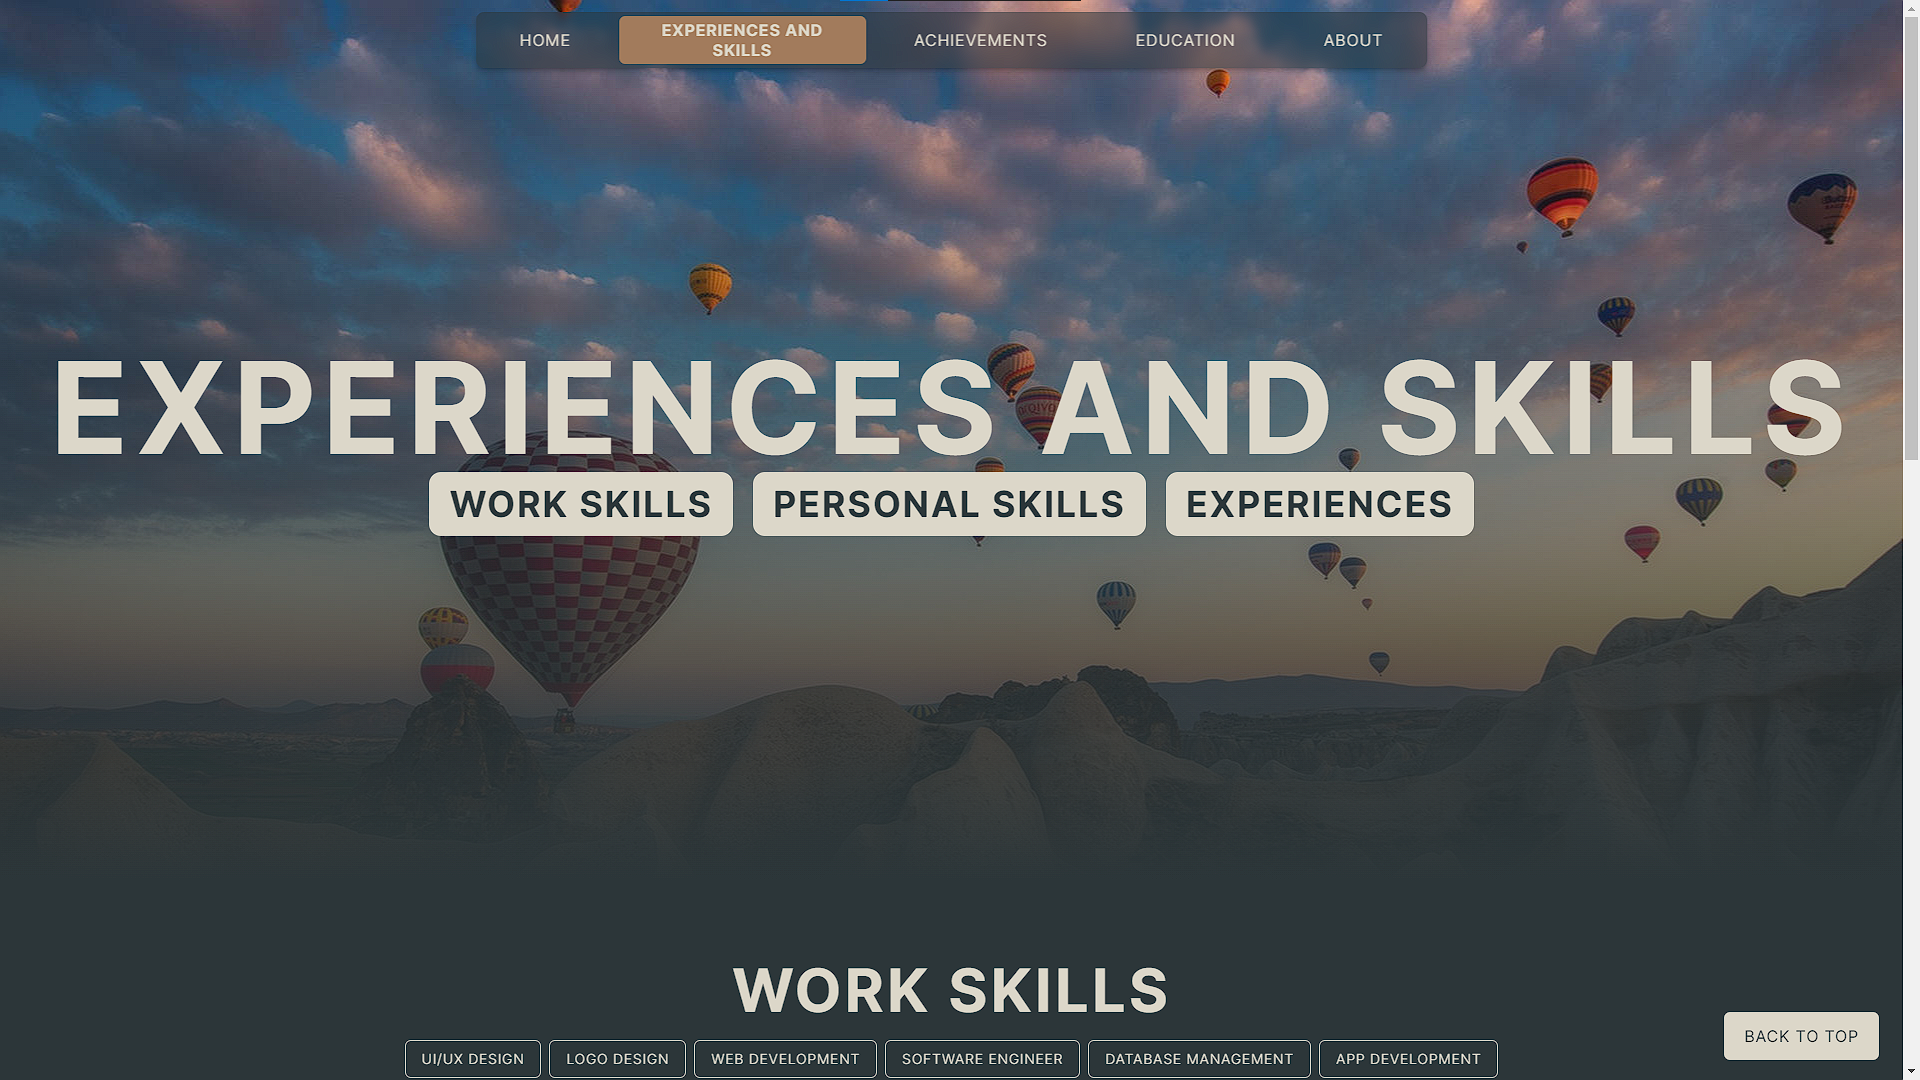 HOME
EXPERIENCES AND
SKILLS
ACHIEVEMENTS
EDUCATION
ABOUT
EXPERIENCES AND SKILLS
WORK SKILLS
PERSONAL SKILLS
EXPERIENCES
WORK SKILLS
UI/UX DESIGN
LOGO DESIGN
WEB DEVELOPMENT
SOFTWARE ENGINEER
DATABASE MANAGEMENT
APP DEVELOPMENT
BACK TO TOP